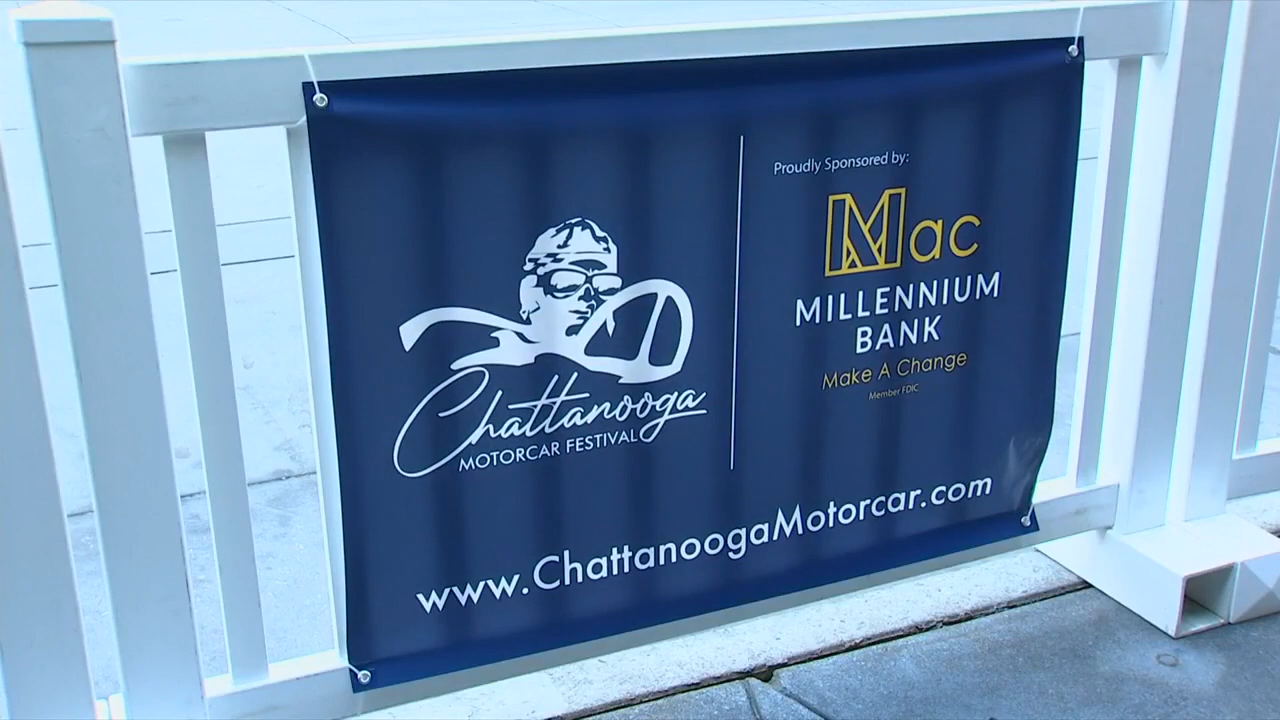 Chattanooga
MOTORCAR FESTIVAL
Proudly Sponsored by:
Mac
MILLENNIUM
BANK
Make A Change
Member FDIC
www.ChattanoogaMotorcar.com